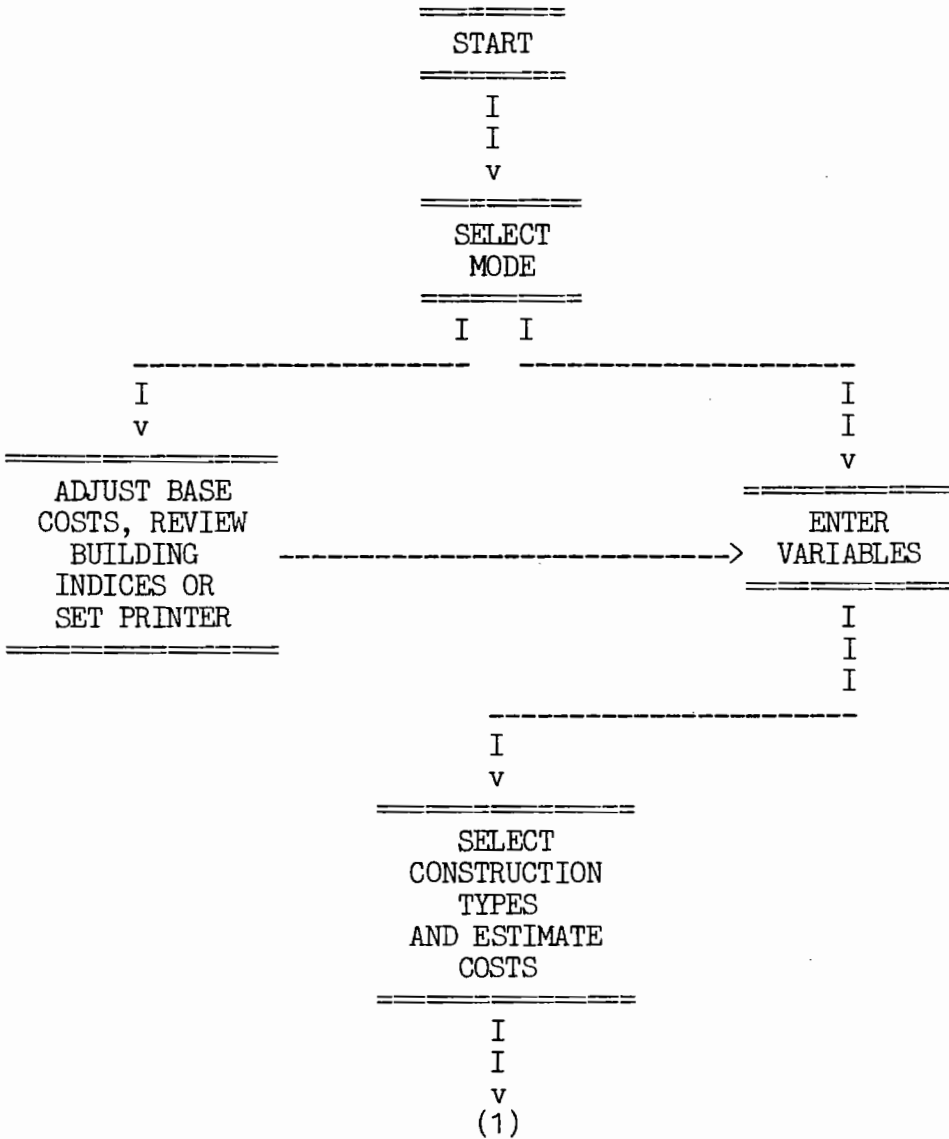 START
SELECT
MODE
ADJUST BASE
COSTS, REVIEW
BUILDING
INDICES OR
SET PRINTER
ENTER
VARIABLES
SELECT
CONSTRUCTION
TYPES
AND ESTIMATE
COSTS
(1)